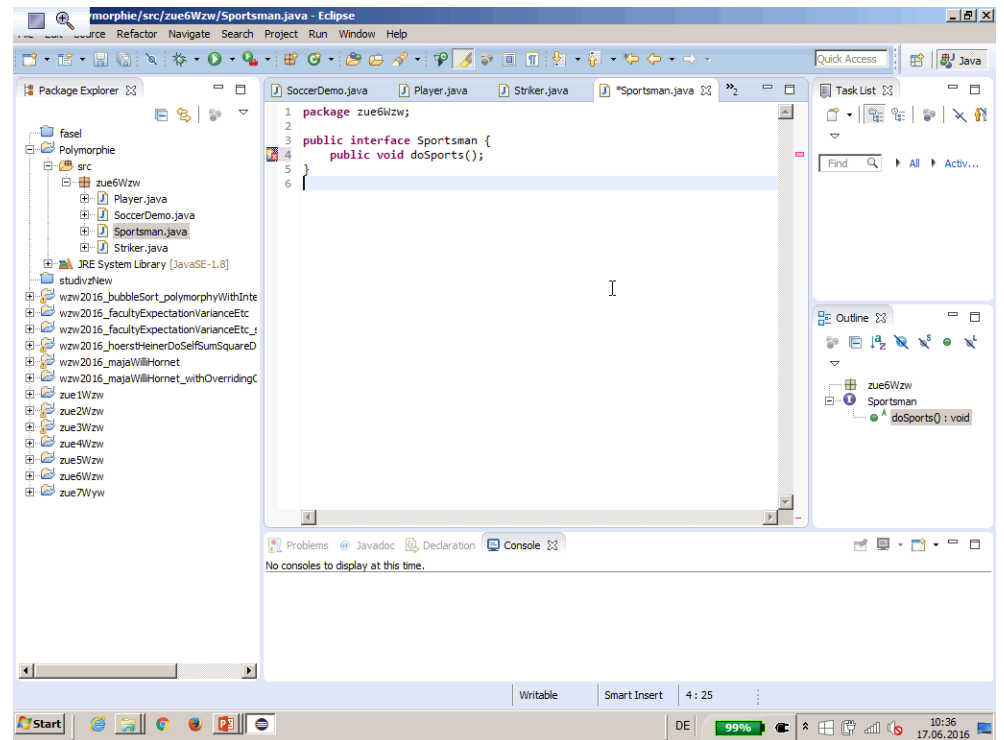 morphie/src/zue6Wzw/Sportsman.java - Eclipse
Refactor Navigate Search Project Run Window Help
Quick Access
Java
Package Explorer
SoccerDemo.java
Player.java
Striker.java
*Sportsman.java
»2
Task List
fasel
Polymorphie
src
zue6Wzw
Player.java
SoccerDemo.java
Sportsman.java
Striker.java
JRE System Library [JavaSE-1.8]
studivzNew
wzw2016_bubbleSort_polymorphyWithInte
wzw2016_facultyExpectationVarianceEtc
wzw2016_facultyExpectationVarianceEtc_s
wzw2016_hoerstHeinerDoSelfSumSquareD
wzw2016_majaWilliHornet
wzw2016_majaWilliHornet_withOverridingC
zue1Wzw
zue2Wzw
zue3Wzw
zue4Wzw
zue5Wzw
zue6Wzw
zue7Wyw
1 package zue6Wzw;
2
3 public interface Sportsman {
4 public void doSports();
5 }
6
Find
All
Activ...
Outline
zue6Wzw
Sportsman
doSports() : void
Problems @ Javadoc Declaration Console
No consoles to display at this time.
Writable
Smart Insert
4 : 25
Start
DE
99%
10:36
17.06.2016